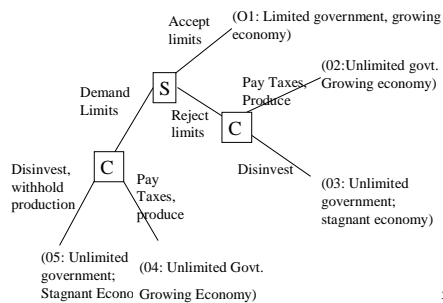 Accept
limits
(O1: Limited government, growing
economy)
S
Demand
Limits
Reject
limits
Pay Taxes,
Produce
(02:Unlimited govt.
Growing economy)
C
Disinvest
(03: Unlimited
government;
stagnant economy)
C
Disinvest,
withhold
production
Pay
Taxes,
produce
(05: Unlimited
government;
Stagnant Econo
(04: Unlimited Govt.
Growing Economy)